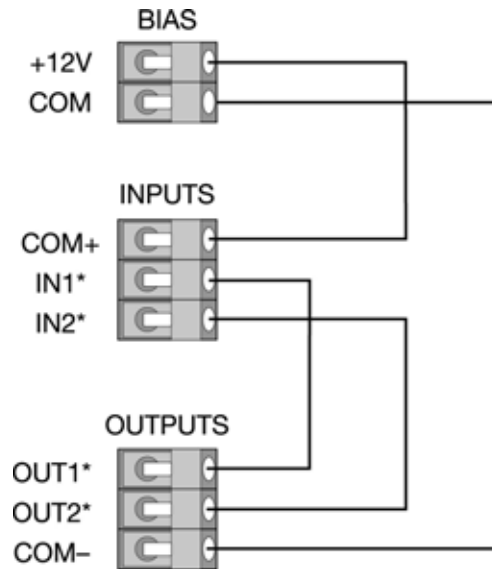 BIAS
+12V
COM
INPUTS
COM+
IN1*
IN2*
OUTPUTS
OUT1*
OUT2*
COM–